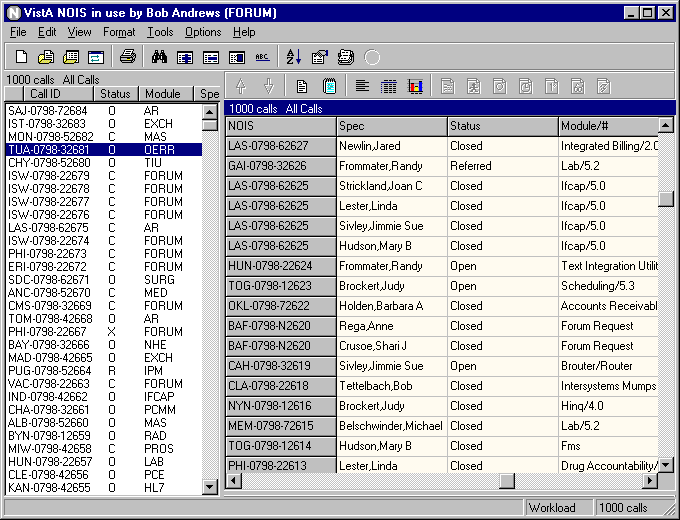 VistA NOIS in use by Bob Andrews (FORUM)
File Edit View Format Tools Options Help
ABC
1000 calls All Calls
Call ID Status Module Spe
SAJ-0798-72684 O AR
IST-0798-32683 O EXCH
MON-0798-52682 C MAS
TUA-0798-32681 O OERR
CHY-0798-52680 O TIU
ISW-0798-22679 C FORUM
ISW-0798-22678 C FORUM
ISW-0798-22677 C FORUM
ISW-0798-22676 C FORUM
LAS-0798-62675 C AR
ISW-0798-22674 C FORUM
PHI-0798-22673 C FORUM
ERI-0798-22672 C FORUM
SDC-0798-62671 O SURG
ANC-0798-52670 C MED
CMS-0798-32669 C FORUM
TOM-0798-42668 O AR
PHI-0798-22667 X FORUM
BAY-0798-32666 O NHE
MAD-0798-42665 O EXCH
PUG-0798-52664 R IPM
VAC-0798-22663 C FORUM
IND-0798-42662 O IFCAP
CHA-0798-32661 O PCMM
ALB-0798-52660 O MAS
BYN-0798-12659 O RAD
MIW-0798-42658 C PROS
HUN-0798-22657 O LAB
CLE-0798-42656 O PCE
KAN-0798-42655 O HL7
1000 calls All Calls
NOIS Spec Status Module/#
LAS-0798-62627 Newlin,Jared Closed Integrated Billing/2.0
GAI-0798-32626 Frommater,Randy Referred Lab/5.2
LAS-0798-62625 Strickland,Joan C Closed Ifcap/5.0
LAS-0798-62625 Lester,Linda Closed Ifcap/5.0
LAS-0798-62625 Sivley,Jimmie Sue Closed Ifcap/5.0
LAS-0798-62625 Hudson,Mary B Closed Ifcap/5.0
HUN-0798-22624 Frommater,Randy Open Text Integration Utilit
TOG-0798-12623 Brockert,Judy Open Scheduling/5.3
OKL-0798-72622 Holden,Barbara A Closed Accounts Receivabl
BAF-0798-N2620 Rega,Anne Closed Forum Request
BAF-0798-N2620 Crusoe,Shari J Closed Forum Request
CAH-0798-32619 Sivley,Jimmie Sue Open Brouter/Router
CLA-0798-22618 Tettelbach,Bob Closed Intersystems Mumps
NYN-0798-12616 Brockert,Judy Closed Hinq/4.0
MEM-0798-72615 Belschwinder,Michael Closed Lab/5.2
TOG-0798-12614 Hudson,Mary B Closed Fms
PHI-0798-22613 Lester,Linda Closed Drug Accountability/
Workload 1000 calls